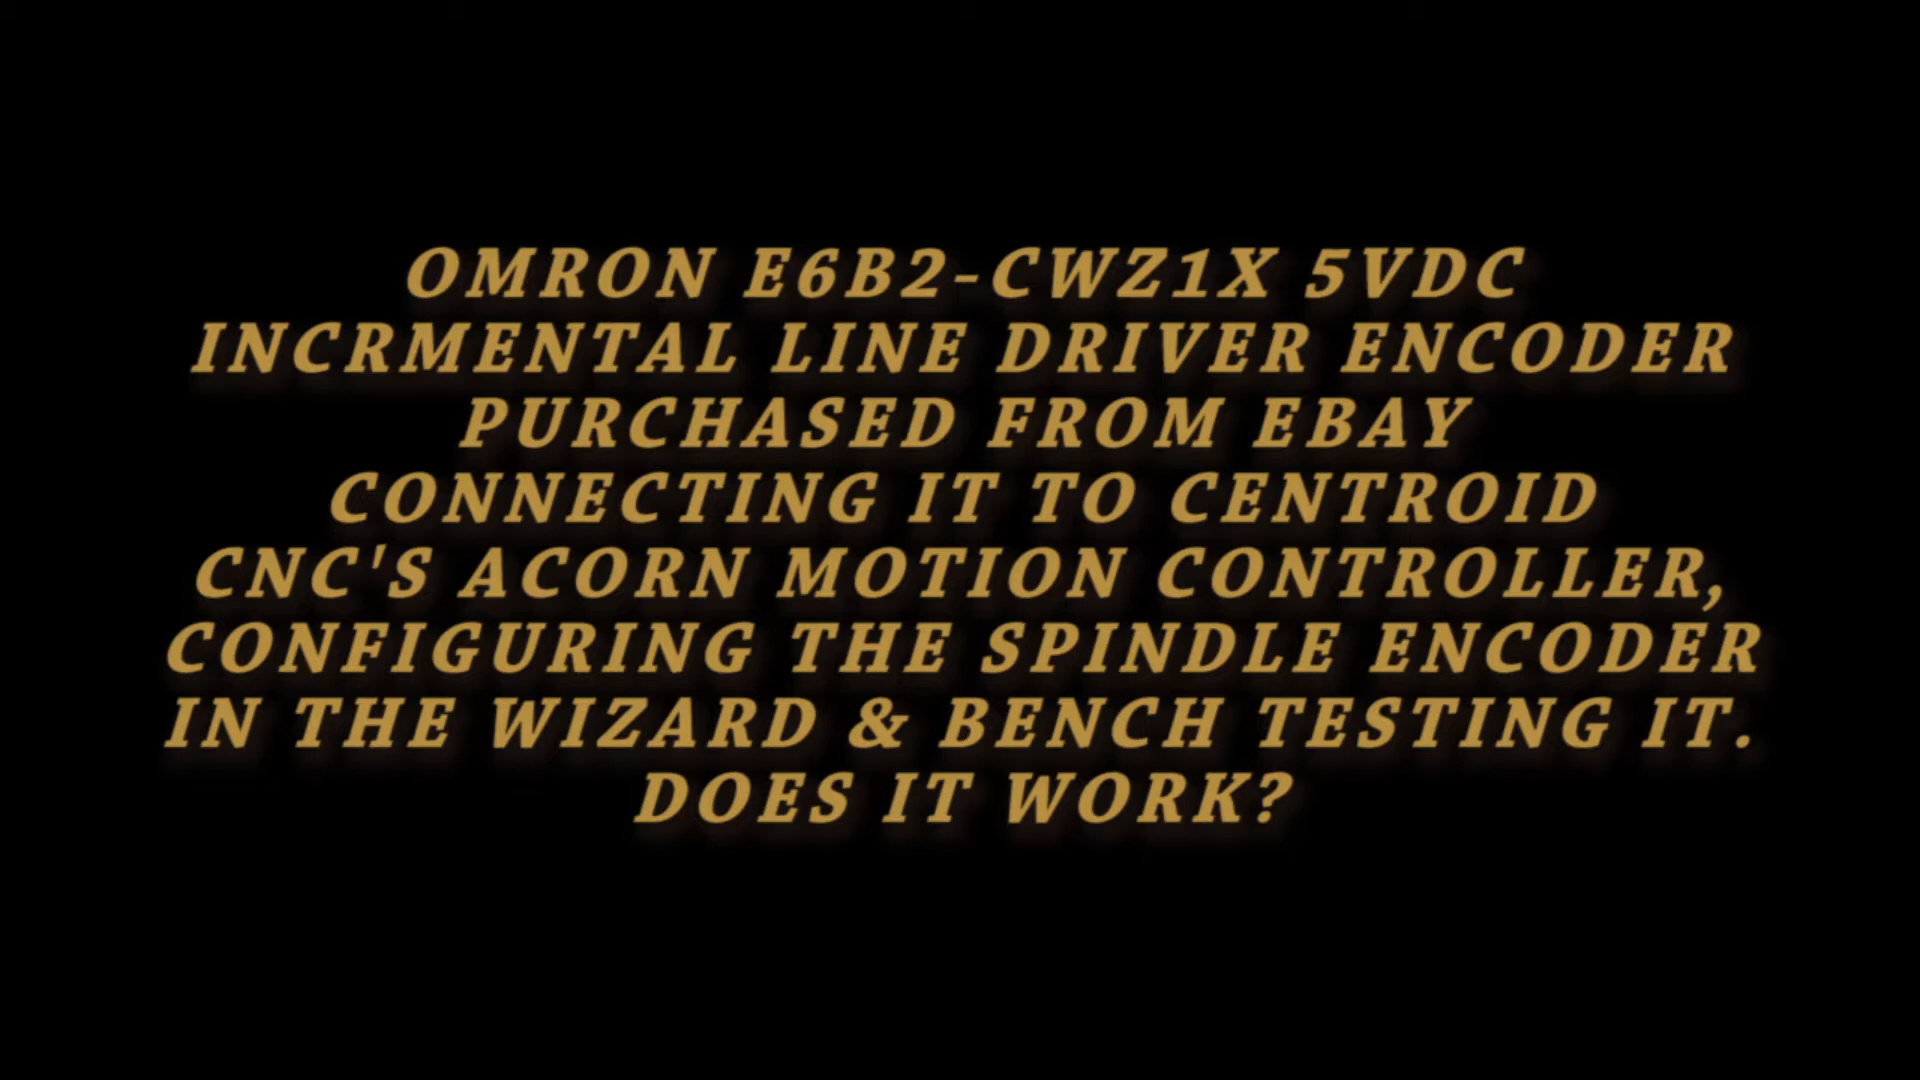 OMRON E6B2-CWZ1X 5VDC
INCRMENTAL LINE DRIVER ENCODER
PURCHASED FROM EBAY
CONNECTING IT TO CENTROID
CNC'S ACORN MOTION CONTROLLER,
CONFIGURING THE SPINDLE ENCODER
IN THE WIZARD & BENCH TESTING IT.
DOES IT WORK?